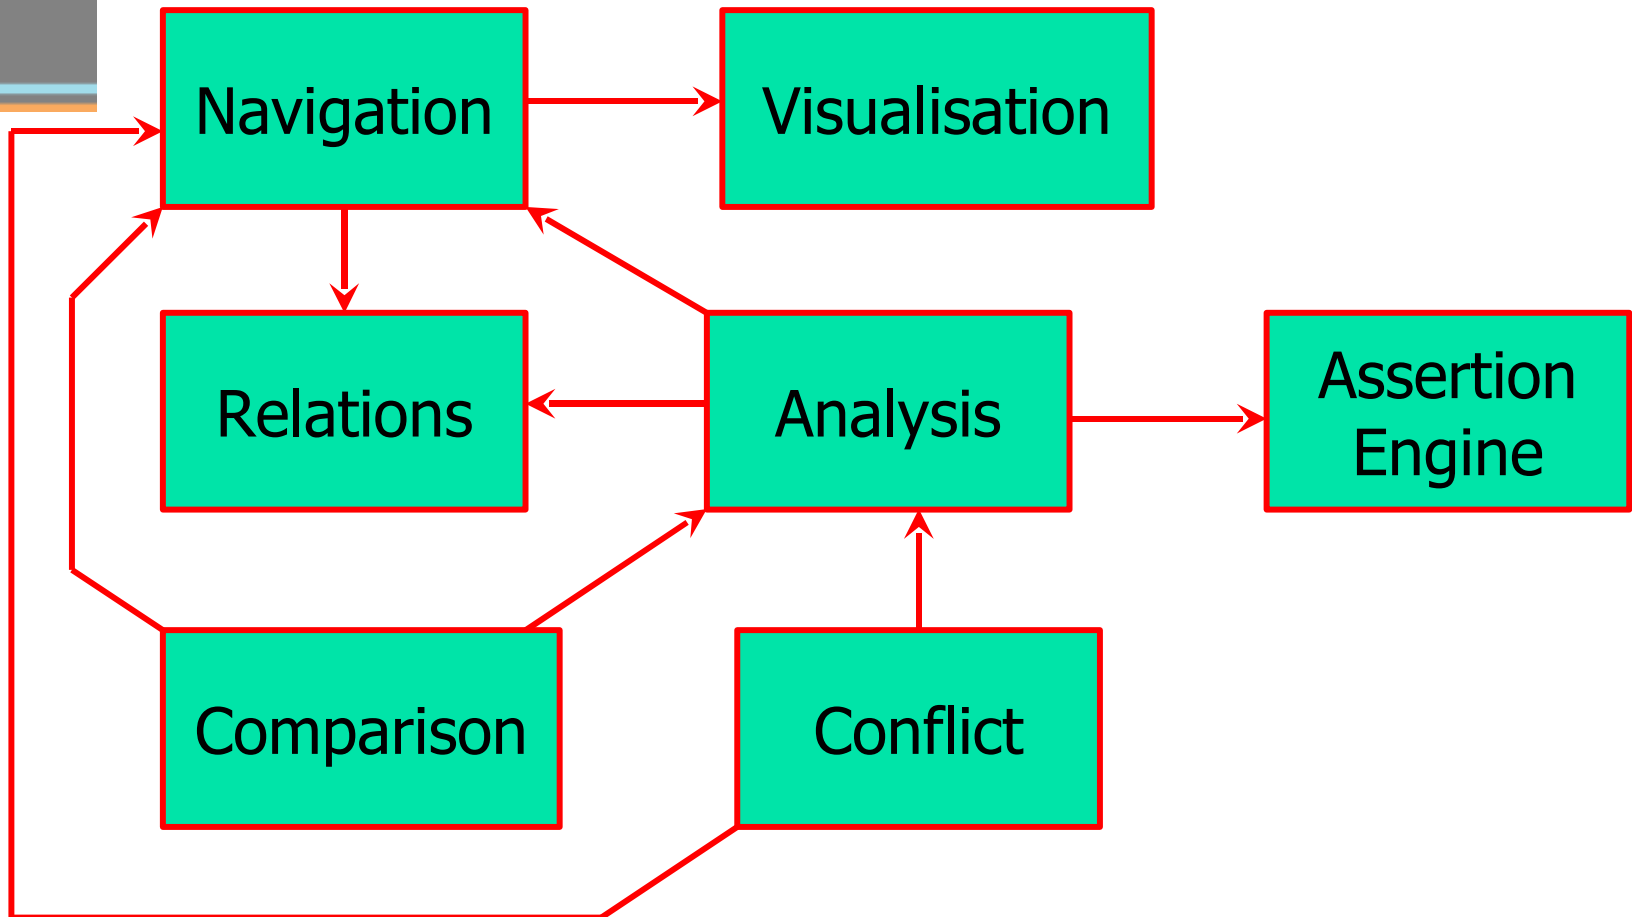 Navigation
Visualisation
Relations
Analysis
Assertion
Engine
Comparison
Conflict